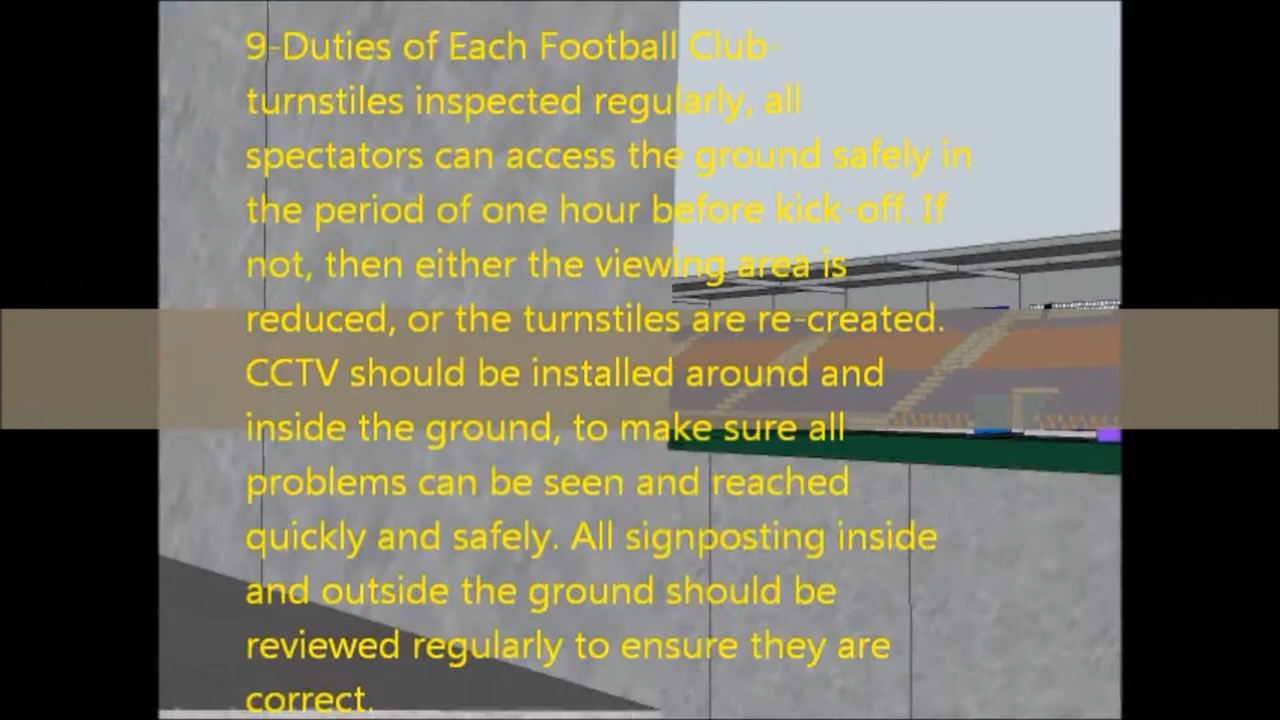 9-Duties of Each Football Club-
turnstiles inspected regularly, all
spectators can access the ground safely in
the period of one hour before kick-off. If
not, then either the viewing area is
reduced, or the turnstiles are re-created.
CCTV should be installed around and
inside the ground, to make sure all
problems can be seen and reached
quickly and safely. All signposting inside
and outside the ground should be
reviewed regularly to ensure they are
correct.